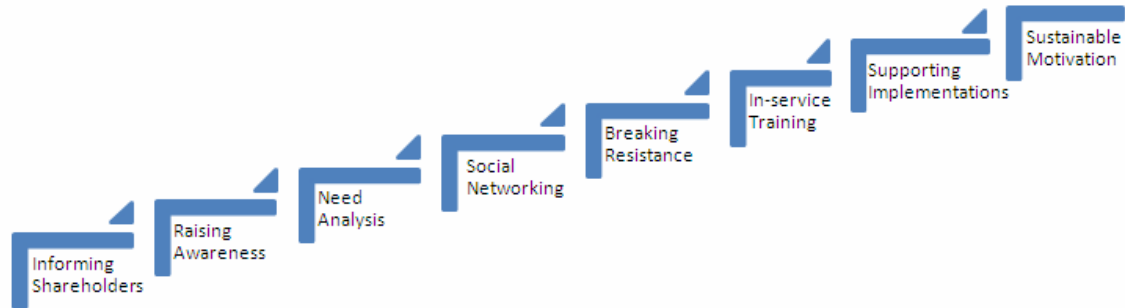 Informing
Shareholders
Raising
Awareness
Need
Analysis
Social
Networking
Breaking
Resistance
In-service
Training
Supporting
Implementations
Sustainable
Motivation